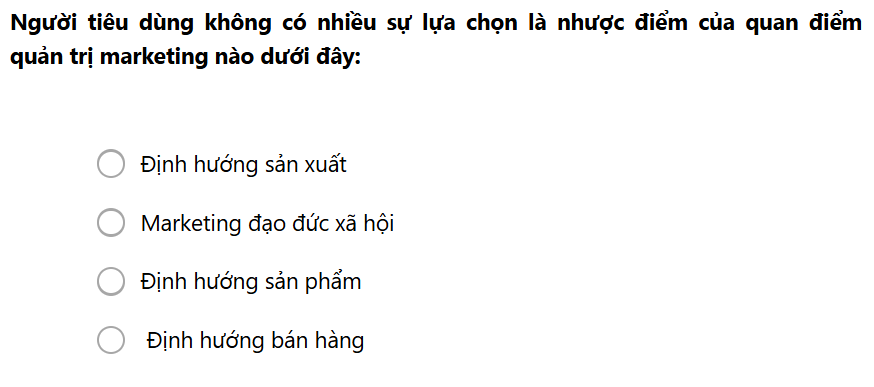 Người tiêu dùng không có nhiều sự lựa chọn là nhược điểm của quan điểm
quản trị marketing nào dưới đây:
Định hướng sản xuất
Marketing đạo đức xã hội
Định hướng sản phẩm
Định hướng bán hàng